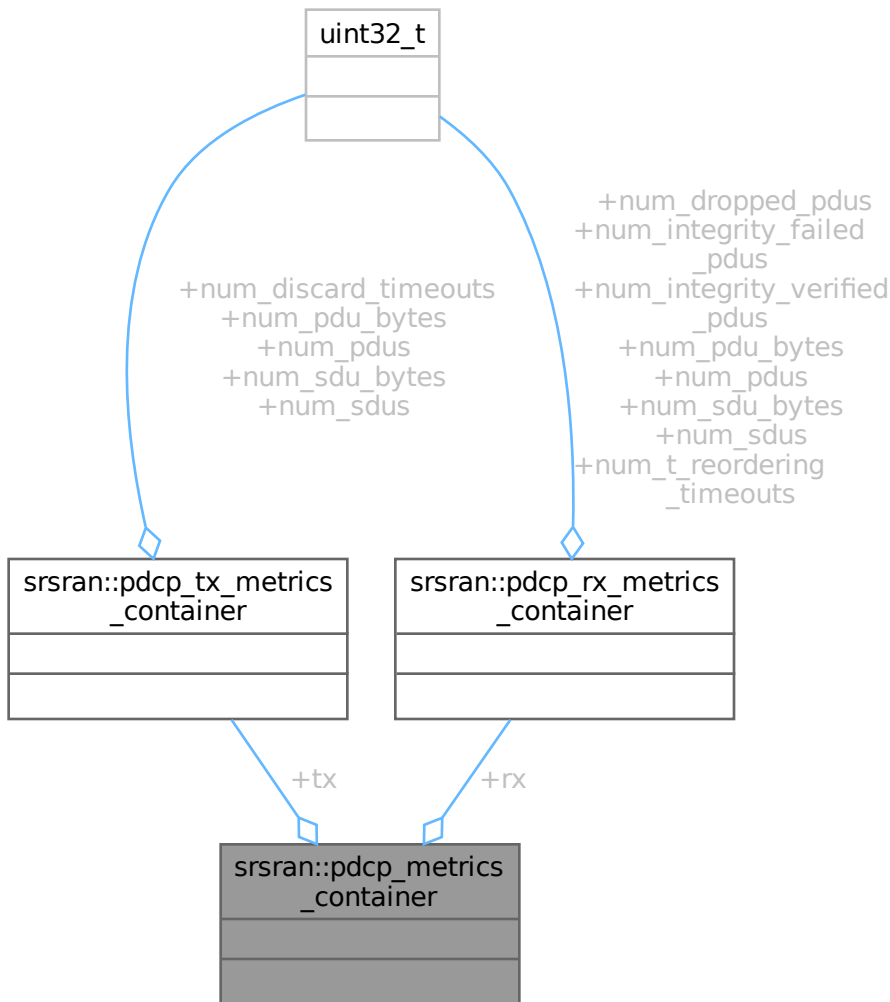 uint32_t
+num_discard_timeouts
+num_pdu_bytes
+num_pdus
+num_sdu_bytes
+num_sdus
+num_dropped_pdus
+num_integrity_failed
_pdus
+num_integrity_verified
_pdus
+num_pdu_bytes
+num_pdus
+num_sdu_bytes
+num_sdus
+num_t_reordering
_timeouts
srsran::pdcp_tx_metrics
_container
srsran::pdcp_rx_metrics
_container
+tx
+rx
srsran::pdcp_metrics
_container